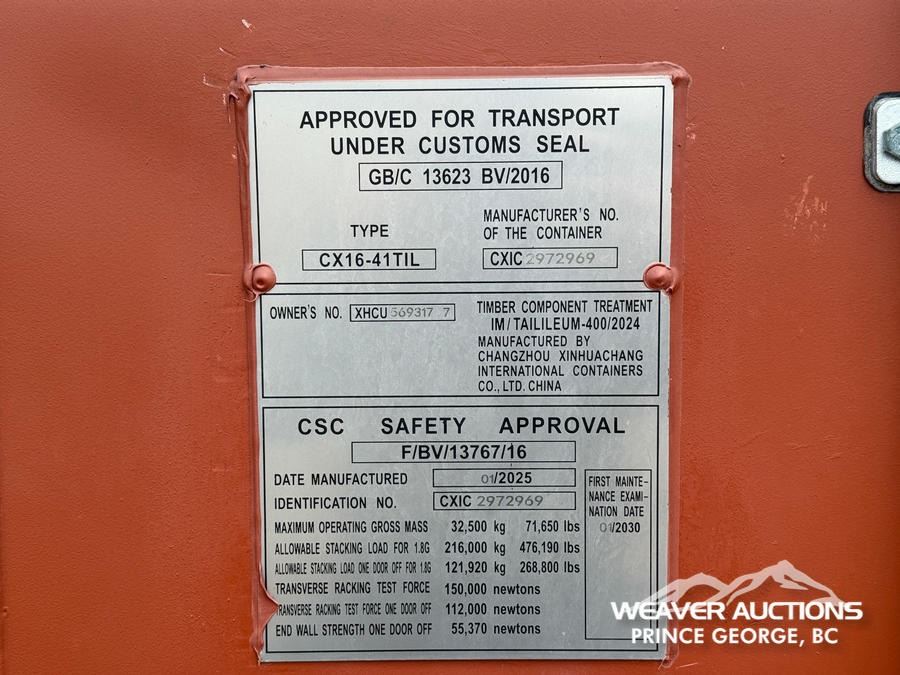 APPROVED FOR TRANSPORT
UNDER CUSTOMS SEAL
GB/C 13623 BV/2016
TYPE
CX16-41TIL
MANUFACTURER'S NO.
OF THE CONTAINER
CXIC 2972969
OWNER'S NO. XHCU 569317 7
TIMBER COMPONENT TREATMENT
IM/TAILILEUM-400/2024
MANUFACTURED BY
CHANGZHOU XINHUACHANG
INTERNATIONAL CONTAINERS
CO., LTD. CHINA
CSC SAFETY APPROVAL
F/BV/13767/16
DATE MANUFACTURED 01/2025
IDENTIFICATION NO. CXIC 2972969
MAXIMUM OPERATING GROSS MASS 32,500 kg 71,650 lbs
ALLOWABLE STACKING LOAD FOR 1.8G 216,000 kg 476,190 lbs
ALLOWABLE STACKING LOAD ONE DOOR OFF FOR 1.8G 121,920 kg 268,800 lbs
TRANSVERSE RACKING TEST FORCE 150,000 newtons
TRANSVERSE RACKING TEST FORCE ONE DOOR OFF 112,000 newtons
END WALL STRENGTH ONE DOOR OFF 55,370 newtons
FIRST MAINTE-
NANCE EXAMI-
NATION DATE
01/2030
WEAVER AUCTIONS
PRINCE GEORGE, BC